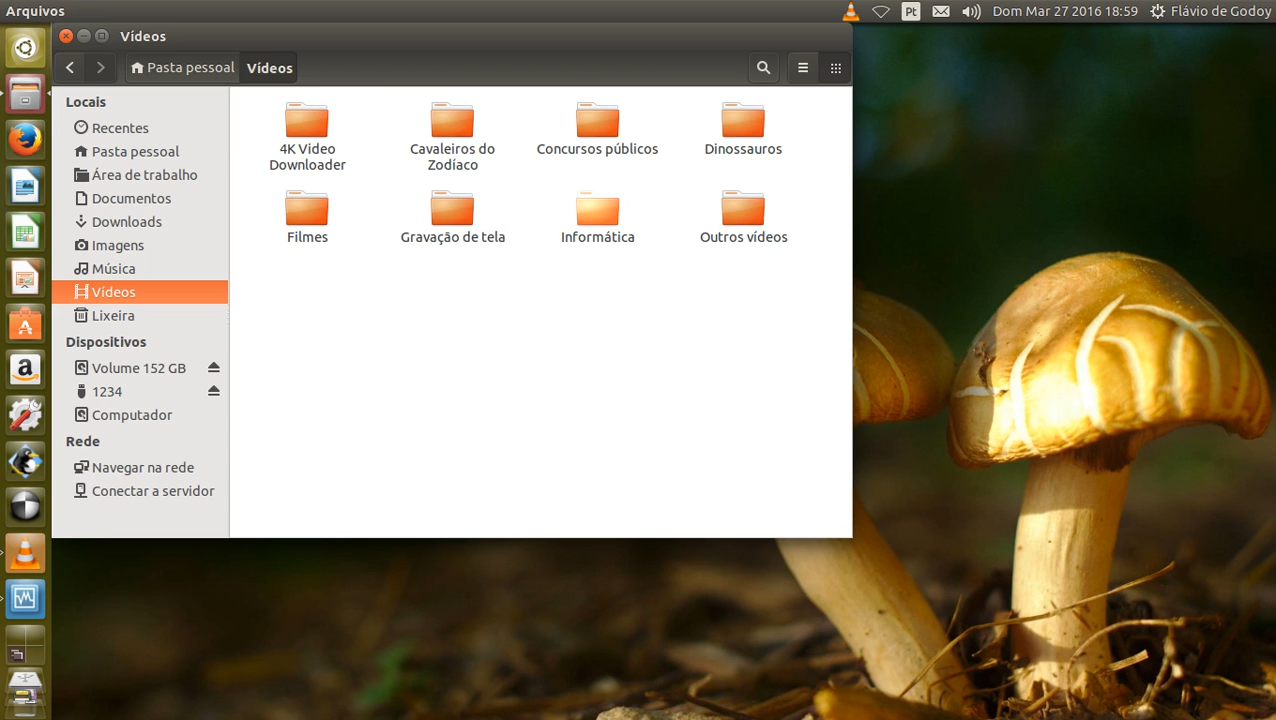 Arquivos
Pt
Dom Mar 27 2016 18:59
Flávio de Godoy
Vídeos
Pasta pessoal
Vídeos
Locais
Recentes
Pasta pessoal
Área de trabalho
Documentos
Downloads
Imagens
Música
Vídeos
Lixeira
Dispositivos
Volume 152 GB
1234
Computador
Rede
Navegar na rede
Conectar a servidor
4K Video
Downloader
Cavaleiros do
Zodíaco
Concursos públicos
Dinossauros
Filmes
Gravação de tela
Informática
Outros vídeos